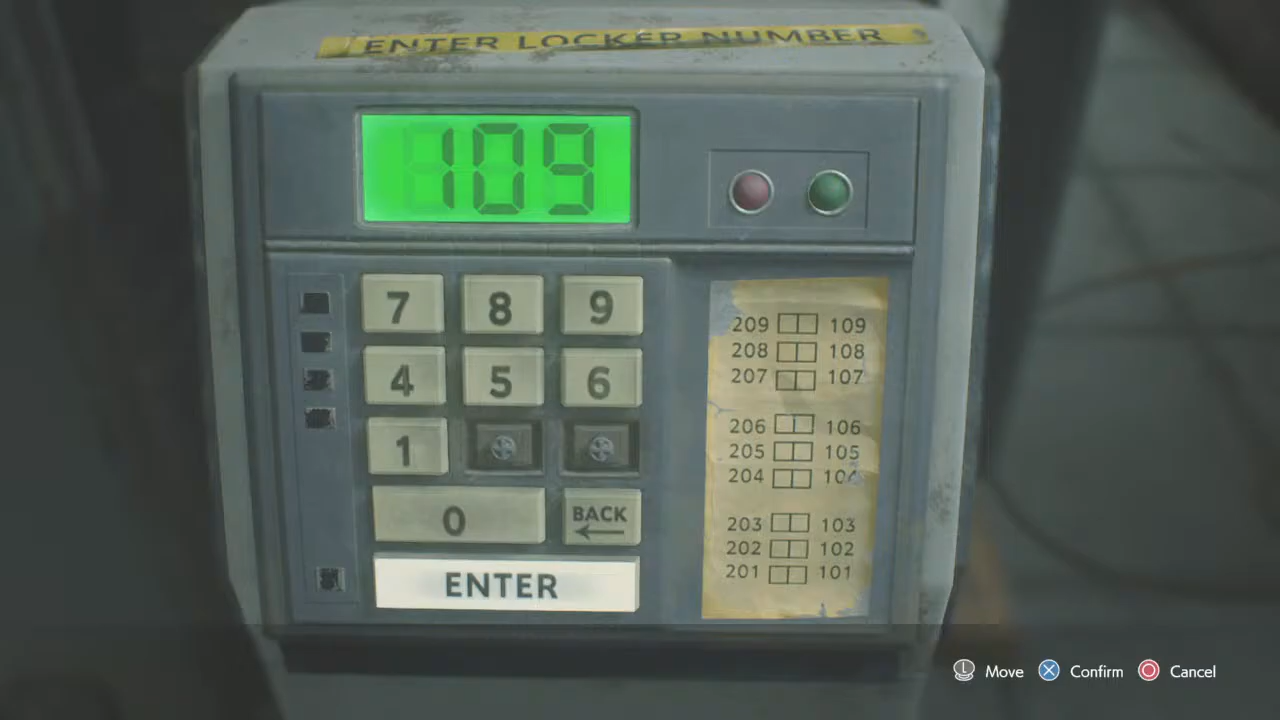 ENTER LOCKER NUMBER
109
7 8 9
4 5 6
1
0 BACK
ENTER
209 109
208 108
207 107
206 106
205 105
204 104
203 103
202 102
201 101
L Move Confirm Cancel